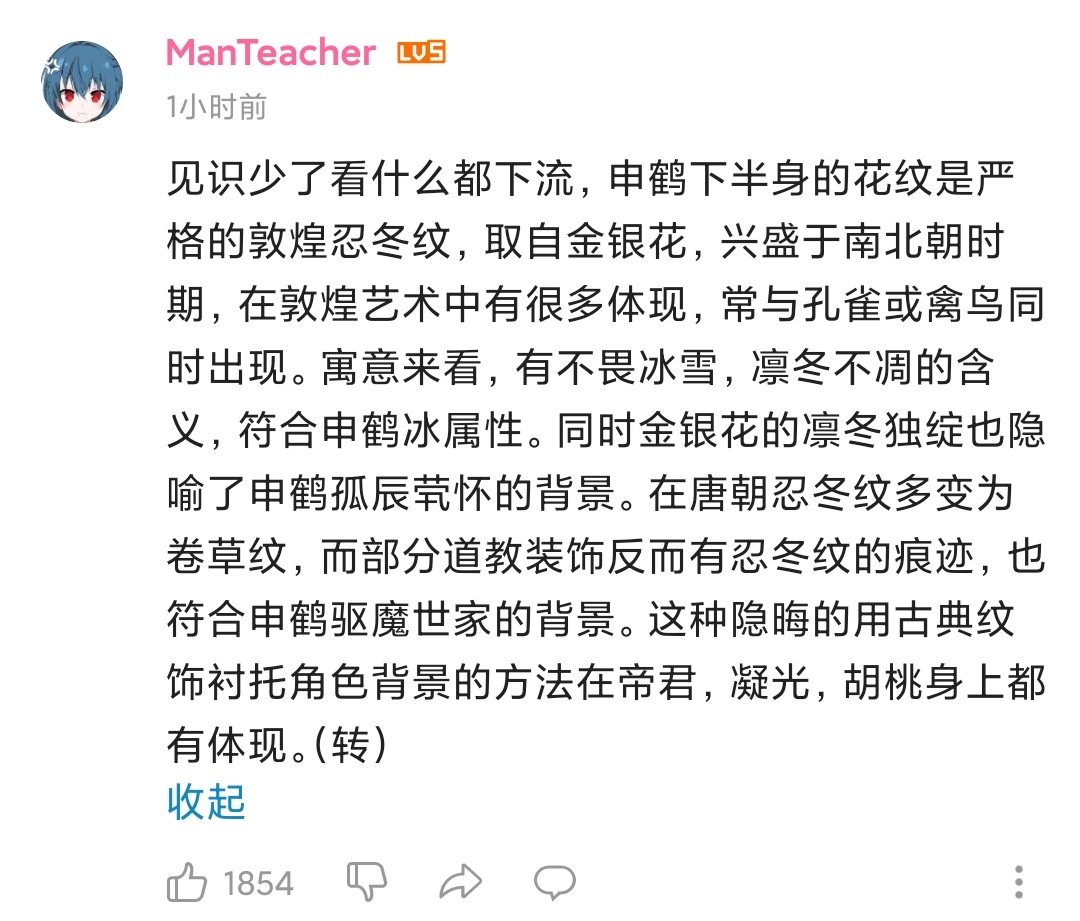 ManTeacher LV5
1小时前
见识少了看什么都下流，申鹤下半身的花纹是严
格的敦煌忍冬纹，取自金银花，兴盛于南北朝时
期，在敦煌艺术中有很多体现，常与孔雀或禽鸟同
时出现。寓意来看，有不畏冰雪，凛冬不凋的含
义，符合申鹤冰属性。同时金银花的凛冬独绽也隐
喻了申鹤孤辰茕怀的背景。在唐朝忍冬纹多变为
卷草纹，而部分道教装饰反而有忍冬纹的痕迹，也
符合申鹤驱魔世家的背景。这种隐晦的用古典纹
饰衬托角色背景的方法在帝君，凝光，胡桃身上都
有体现。（转）
收起
1854